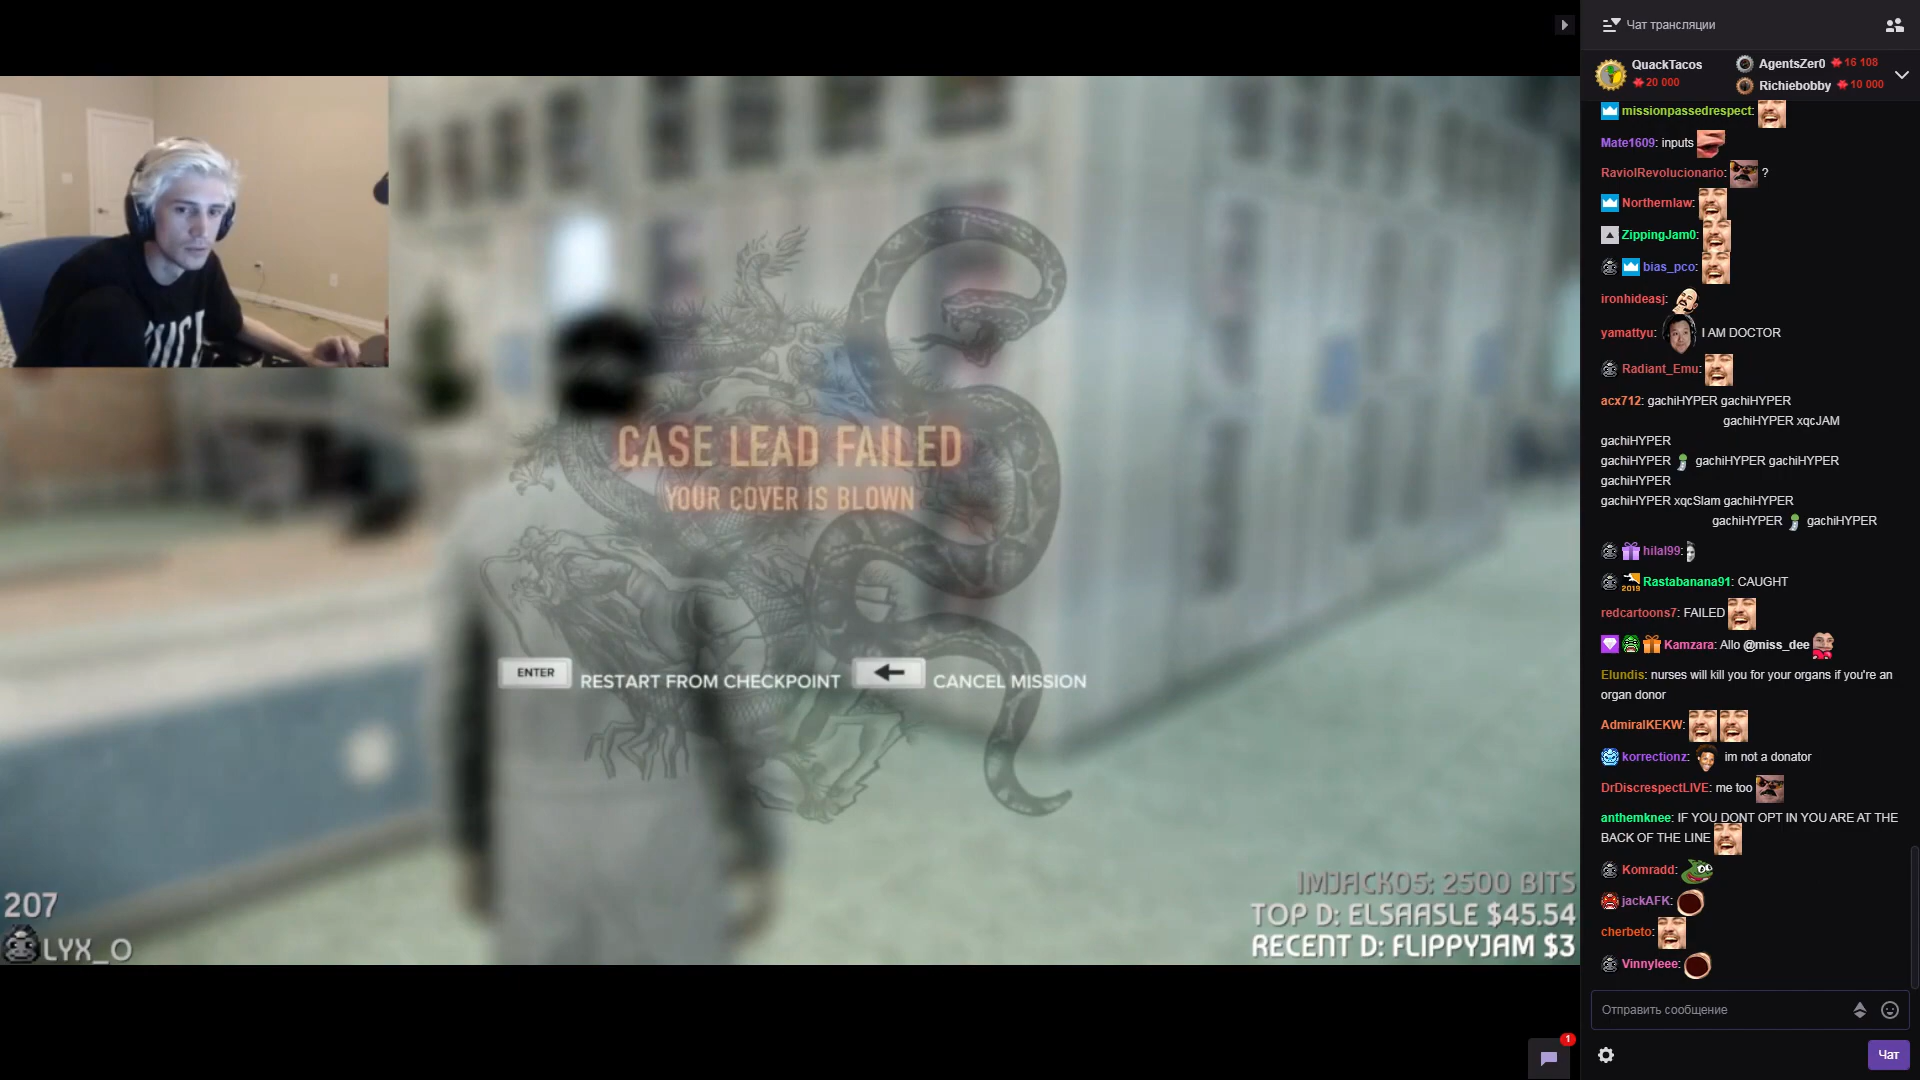 CASE LEAD FAILED
YOUR COVER IS BLOWN
ENTER RESTART FROM CHECKPOINT CANCEL MISSION
207
LYX_O
IMJACK05: 2500 BITS
TOP D: ELSAASLE $45.54
RECENT D: FLIPPYJAM $3
1
Чат трансляции
QuackTacos
20 000
AgentsZer0 16 108
Richiebobby 10 000
missionpassedrespect:
Mate1609: inputs
RaviolRevolucionario: ?
Northernlaw:
ZippingJam0:
bias_pco:
ironhideasj:
yamattyu: I AM DOCTOR
Radiant_Emu:
acx712: gachiHYPER gachiHYPER
gachiHYPER xqcJAM
gachiHYPER
gachiHYPER gachiHYPER gachiHYPER
gachiHYPER
gachiHYPER xqcSlam gachiHYPER
gachiHYPER gachiHYPER
hilal99:
2019 Rastabanana91: CAUGHT
redcartoons7: FAILED
Kamzara: Allo @miss_dee
Elundis: nurses will kill you for your organs if you're an
organ donor
AdmiralKEKW:
korrectionz: im not a donator
DrDiscrespectLIVE: me too
anthemknee: IF YOU DONT OPT IN YOU ARE AT THE
BACK OF THE LINE
Komradd:
jackAFK:
cherbeto:
Vinnyleee:
Отправить сообщение
Чат